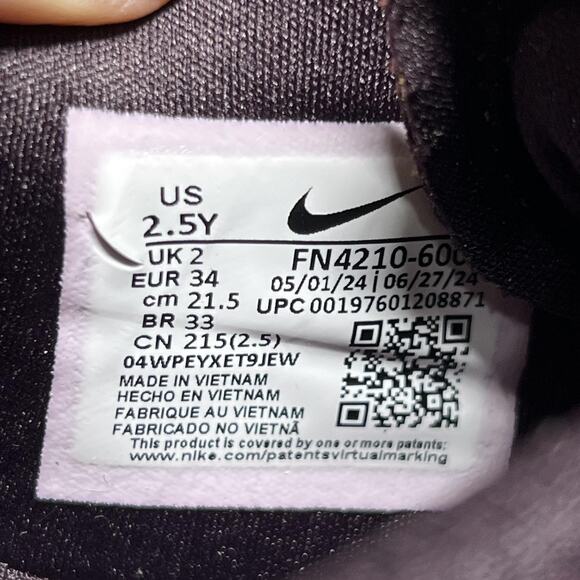 US
2.5Y
UK 2
EUR 34
cm 21.5
BR 33
CN 215(2.5)
04WPEYXET9JEW
MADE IN VIETNAM
HECHO EN VIETNAM
FABRIQUE AU VIETNAM
FABRICADO NO VIETNÃ
FN4210-600
05/01/24 | 06/27/24
UPC 00197601208871
This product is covered by one or more patents:
www.nike.com/patentsvirtualmarking